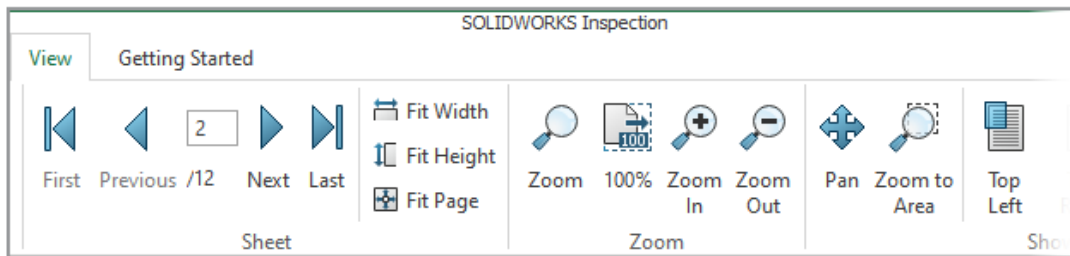 SOLIDWORKS Inspection
View Getting Started
2
First Previous /12 Next Last
Fit Width
Fit Height
Fit Page
Sheet
100
Zoom 100% Zoom In Zoom Out
Zoom
Pan Zoom to Area Top Left